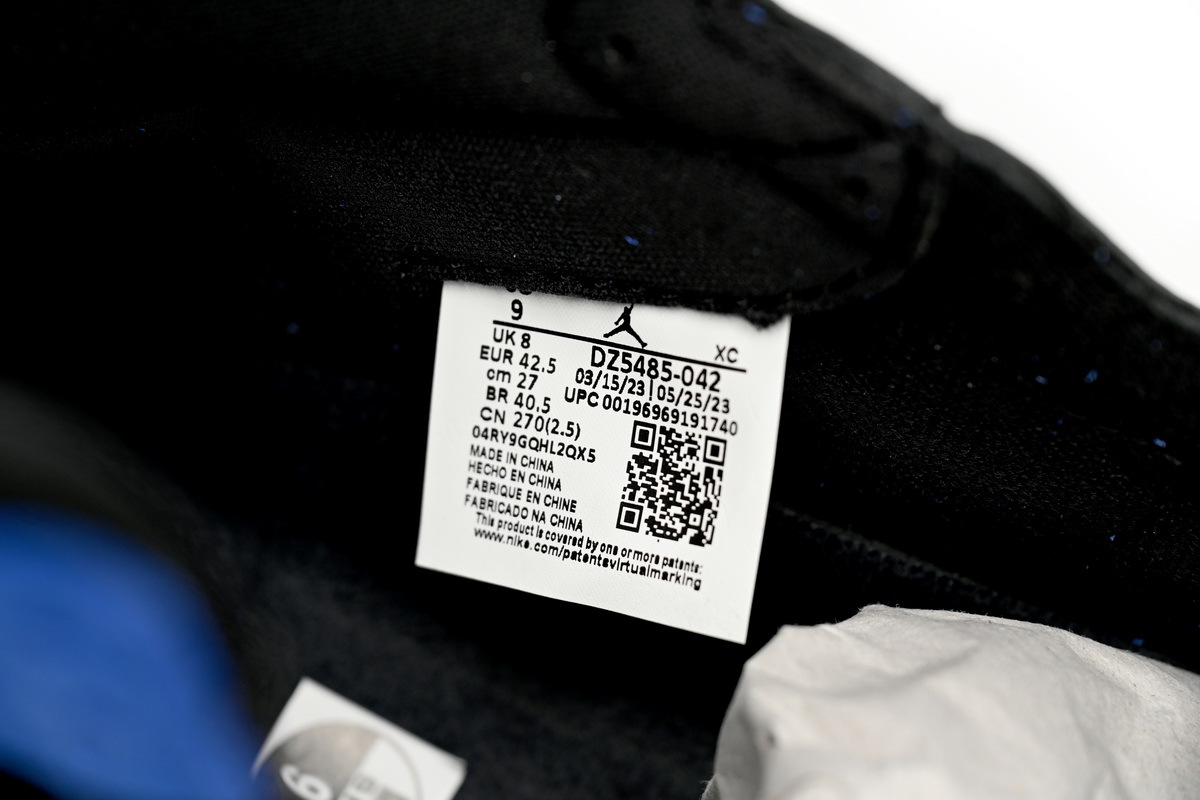 9
XC
UK 8
EUR 42.5
cm 27
BR 40.5
CN 270(2.5)
04RY9GQHL2QX5
DZ5485-042
03/15/23|05/25/23
UPC 00196969191740
MADE IN CHINA
HECHO EN CHINA
FABRIQUE EN CHINE
FABRICADO NA CHINA
This product is covered by one or more patents:
www.nike.com/patentsvirtualmarking